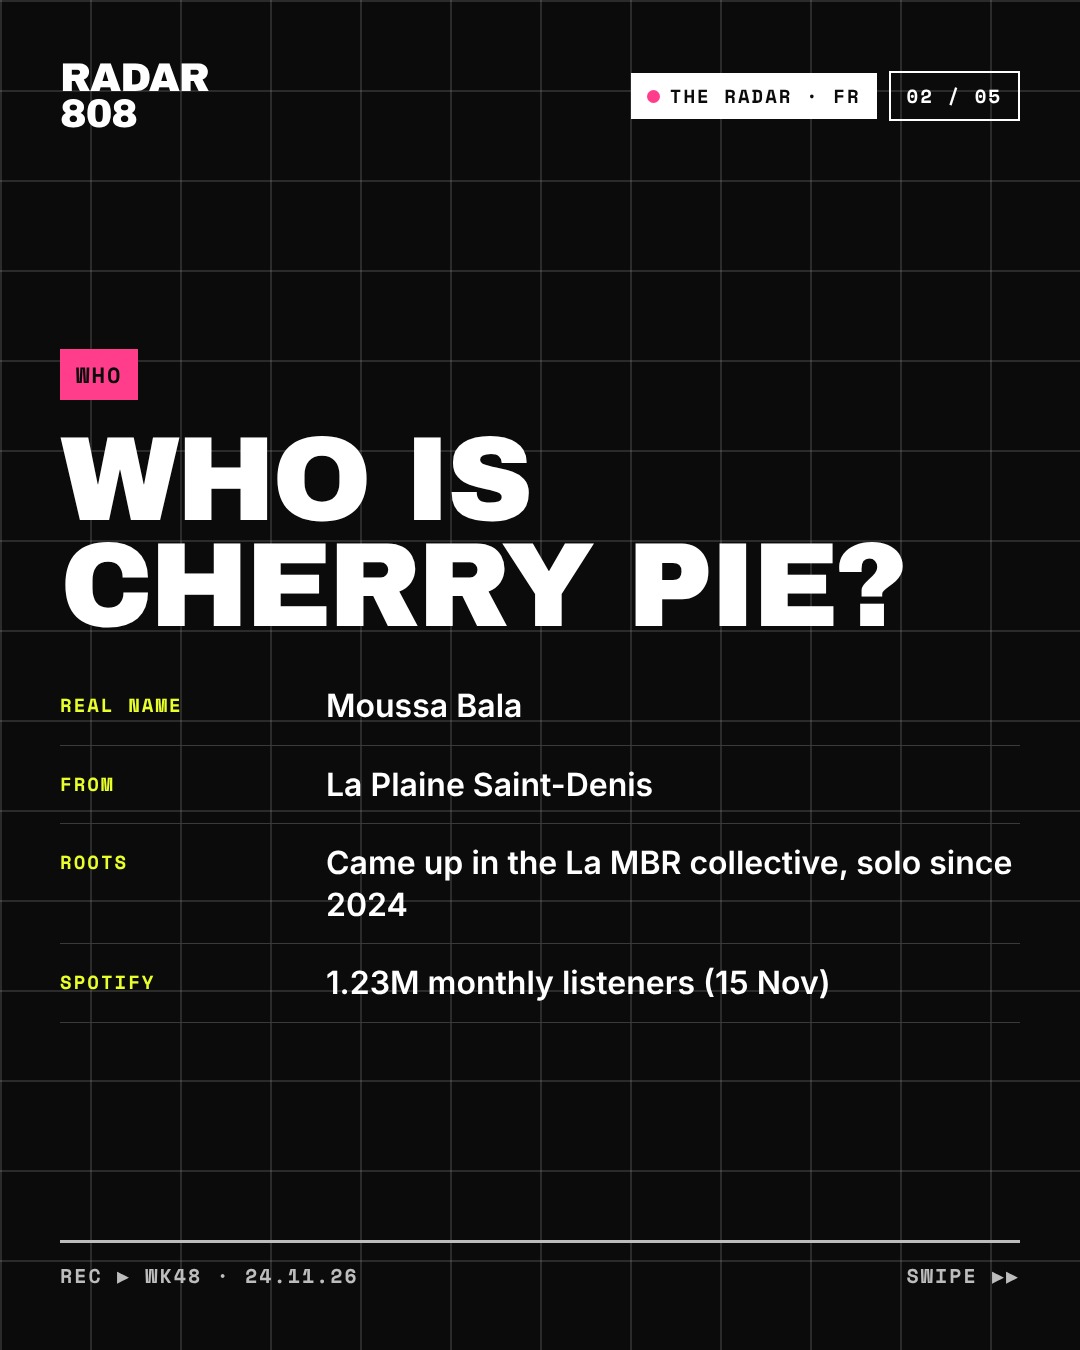 RADAR
808
THE RADAR · FR
02 / 05
WHO
WHO IS
CHERRY PIE?
REAL NAME
Moussa Bala
FROM
La Plaine Saint-Denis
ROOTS
Came up in the La MBR collective, solo since
2024
SPOTIFY
1.23M monthly listeners (15 Nov)
REC ▶ WK48 · 24.11.26
SWIPE ▶▶